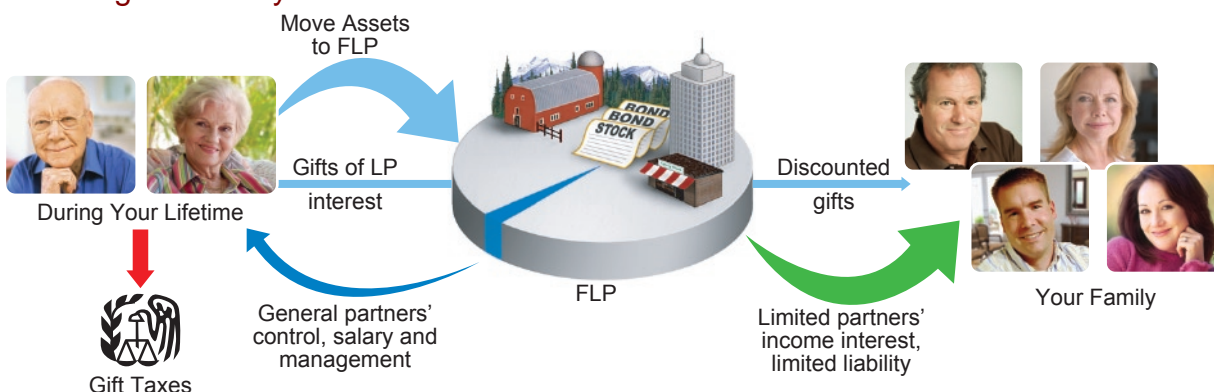 Move Assets
to FLP
BOND
BOND
STOCK
Gifts of LP
interest
Discounted
gifts
During Your Lifetime
FLP
Your Family
General partners'
control, salary and
management
Limited partners'
income interest,
limited liability
Gift Taxes